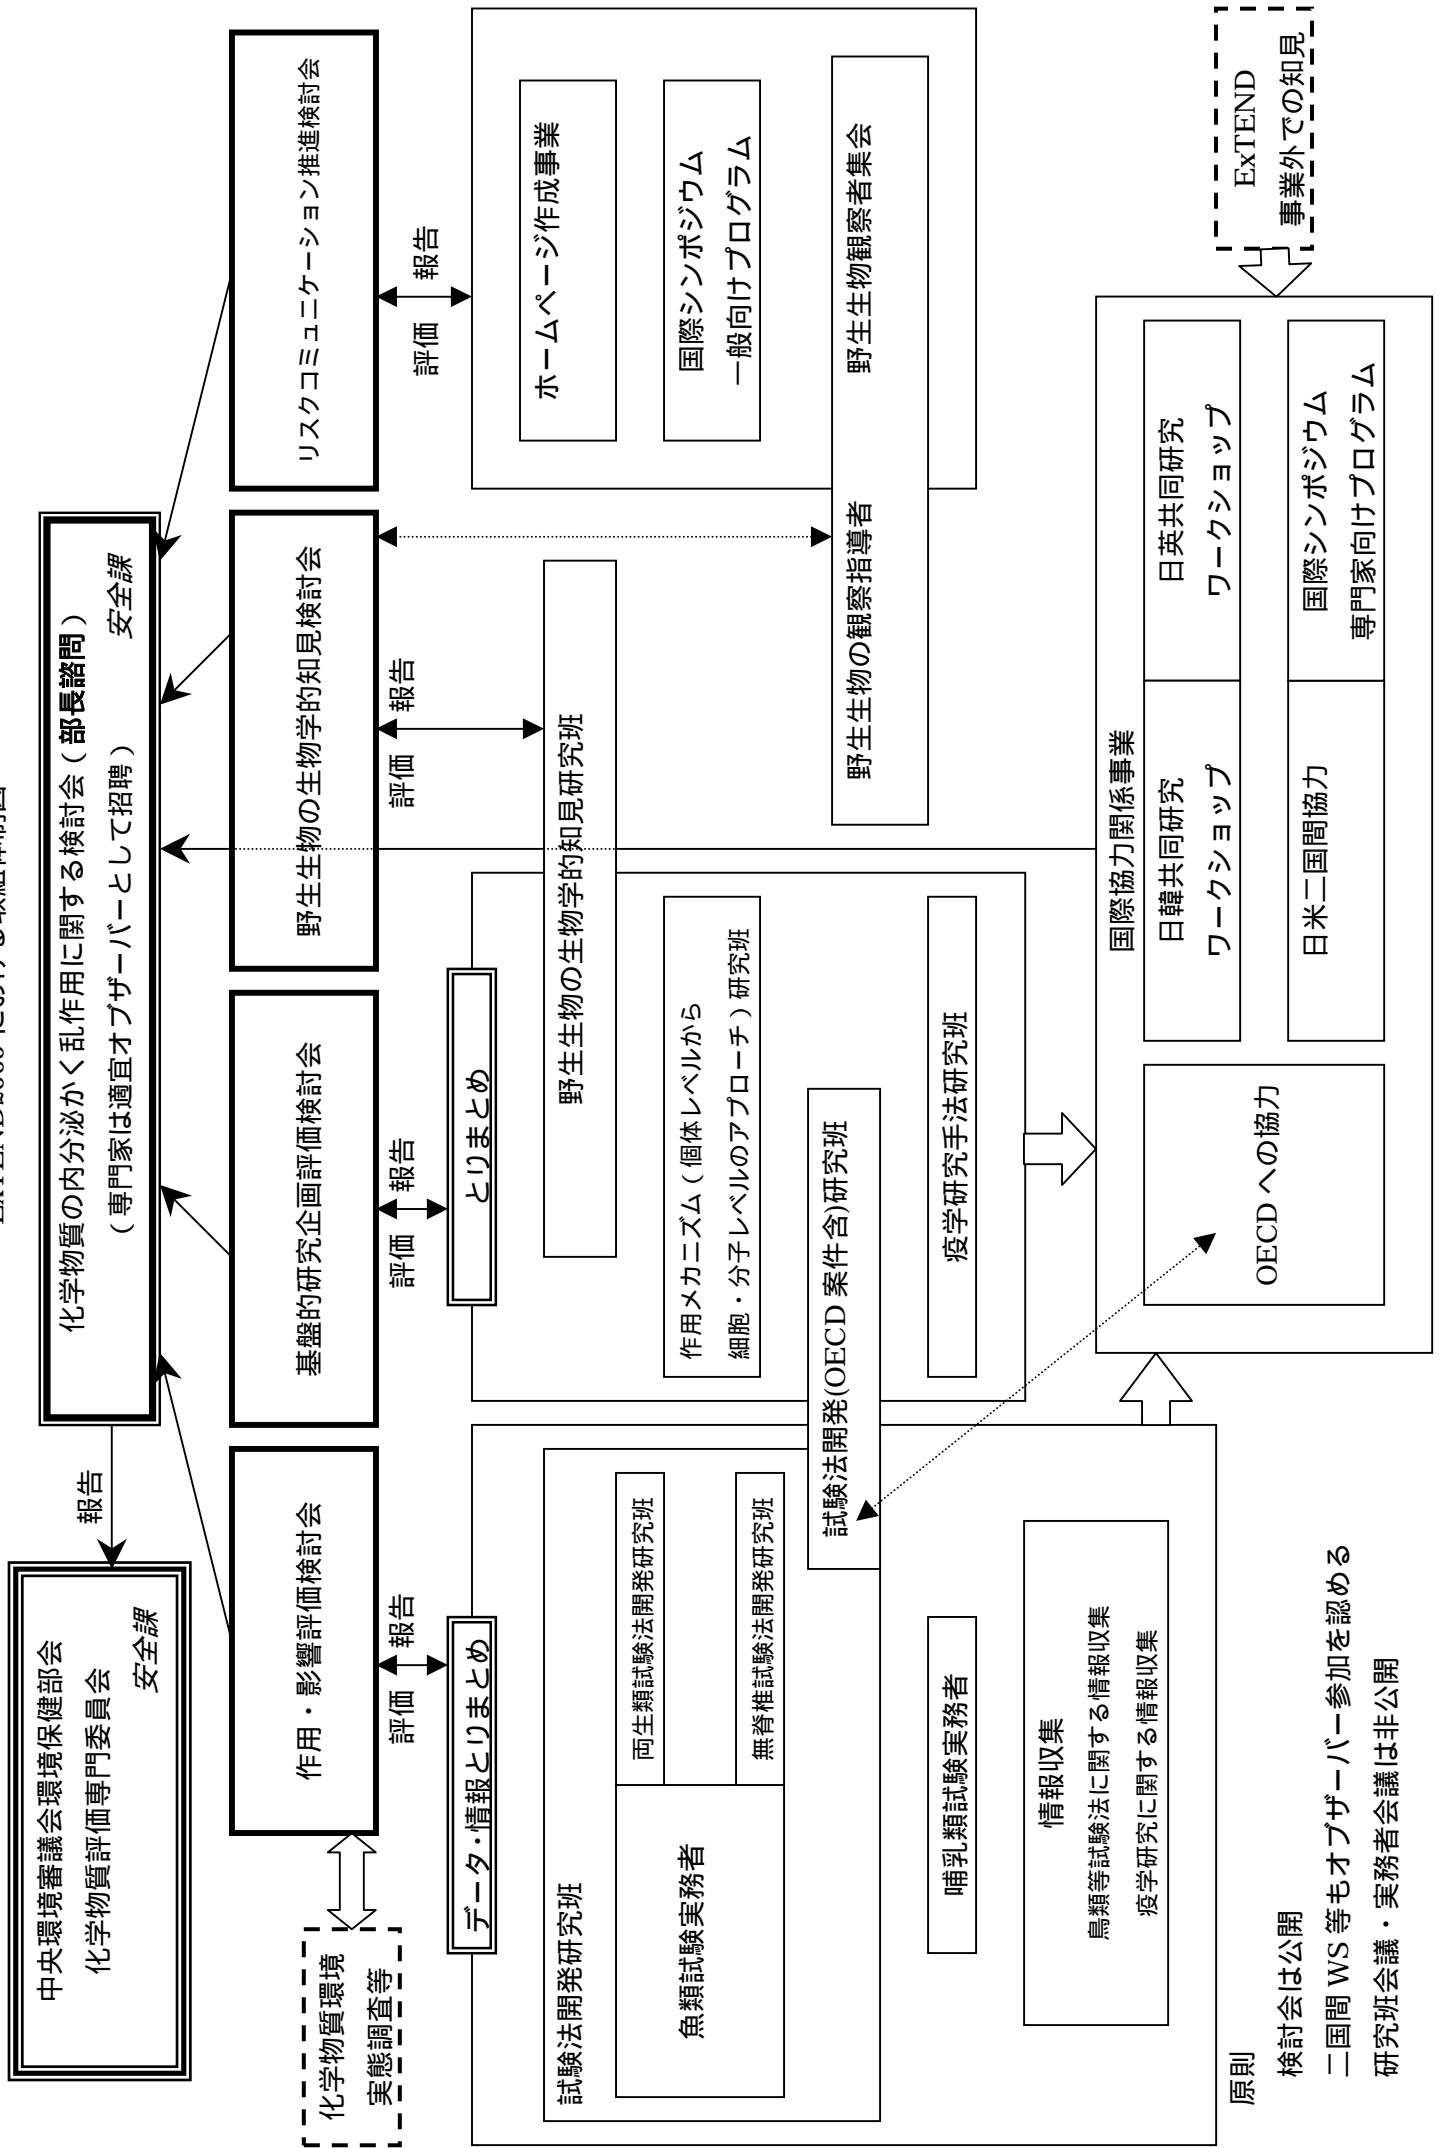 中央環境審議会環境保健部会
化学物質評価専門委員会
安全課
報告
化学物質の内分泌かく乱作用に関する検討会（部長諮問）
（専門家は適宜オブザーバーとして招聘）
安全課
化学物質環境
実態調査等
作用・影響評価検討会
基盤的研究企画評価検討会
野生生物の生物学的知見検討会
リスクコミュニケーション推進検討会
評価 報告
評価 報告
評価 報告
評価 報告
データ・情報とりまとめ
とりまとめ
試験法開発研究班
魚類試験実務者
両生類試験法開発研究班
無脊椎試験法開発研究班
試験法開発(OECD 案件含)研究班
哺乳類試験実務者
情報収集
鳥類等試験法に関する情報収集
疫学研究に関する情報収集
野生生物の生物学的知見研究班
作用メカニズム（個体レベルから
細胞・分子レベルのアプローチ）研究班
疫学研究手法研究班
ホームページ作成事業
国際シンポジウム
一般向けプログラム
野生生物の観察指導者 野生生物観察者集会
国際協力関係事業
OECD への協力
日韓共同研究
ワークショップ
日英共同研究
ワークショップ
日米二国間協力
国際シンポジウム
専門家向けプログラム
ExTEND
事業外での知見
原則
検討会は公開
二国間 WS 等もオブザーバー参加を認める
研究班会議・実務者会議は非公開